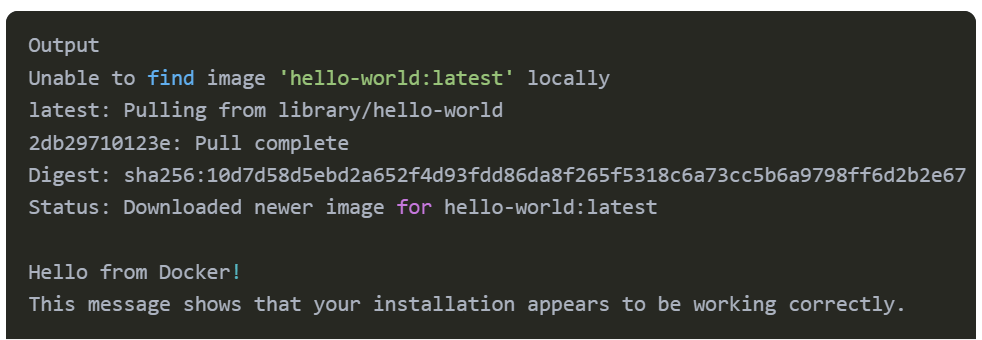 Output
Unable to find image 'hello-world:latest' locally
latest: Pulling from library/hello-world
2db29710123e: Pull complete
Digest: sha256:10d7d58d5ebd2a652f4d93fdd86da8f265f5318c6a73cc5b6a9798ff6d2b2e67
Status: Downloaded newer image for hello-world:latest
Hello from Docker!
This message shows that your installation appears to be working correctly.